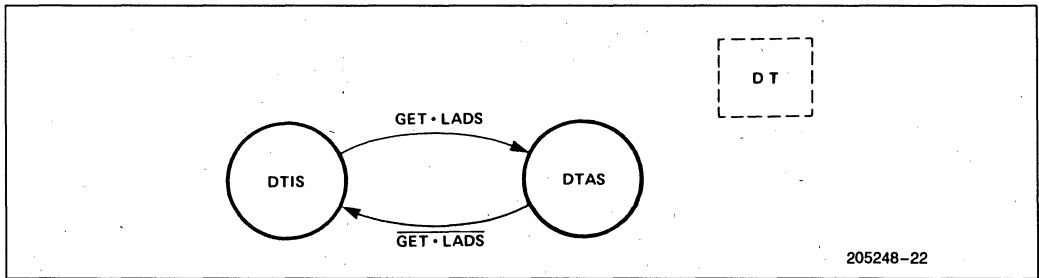 DT
GET • LADS
DTIS
DTAS
GET • LADS
205248-22